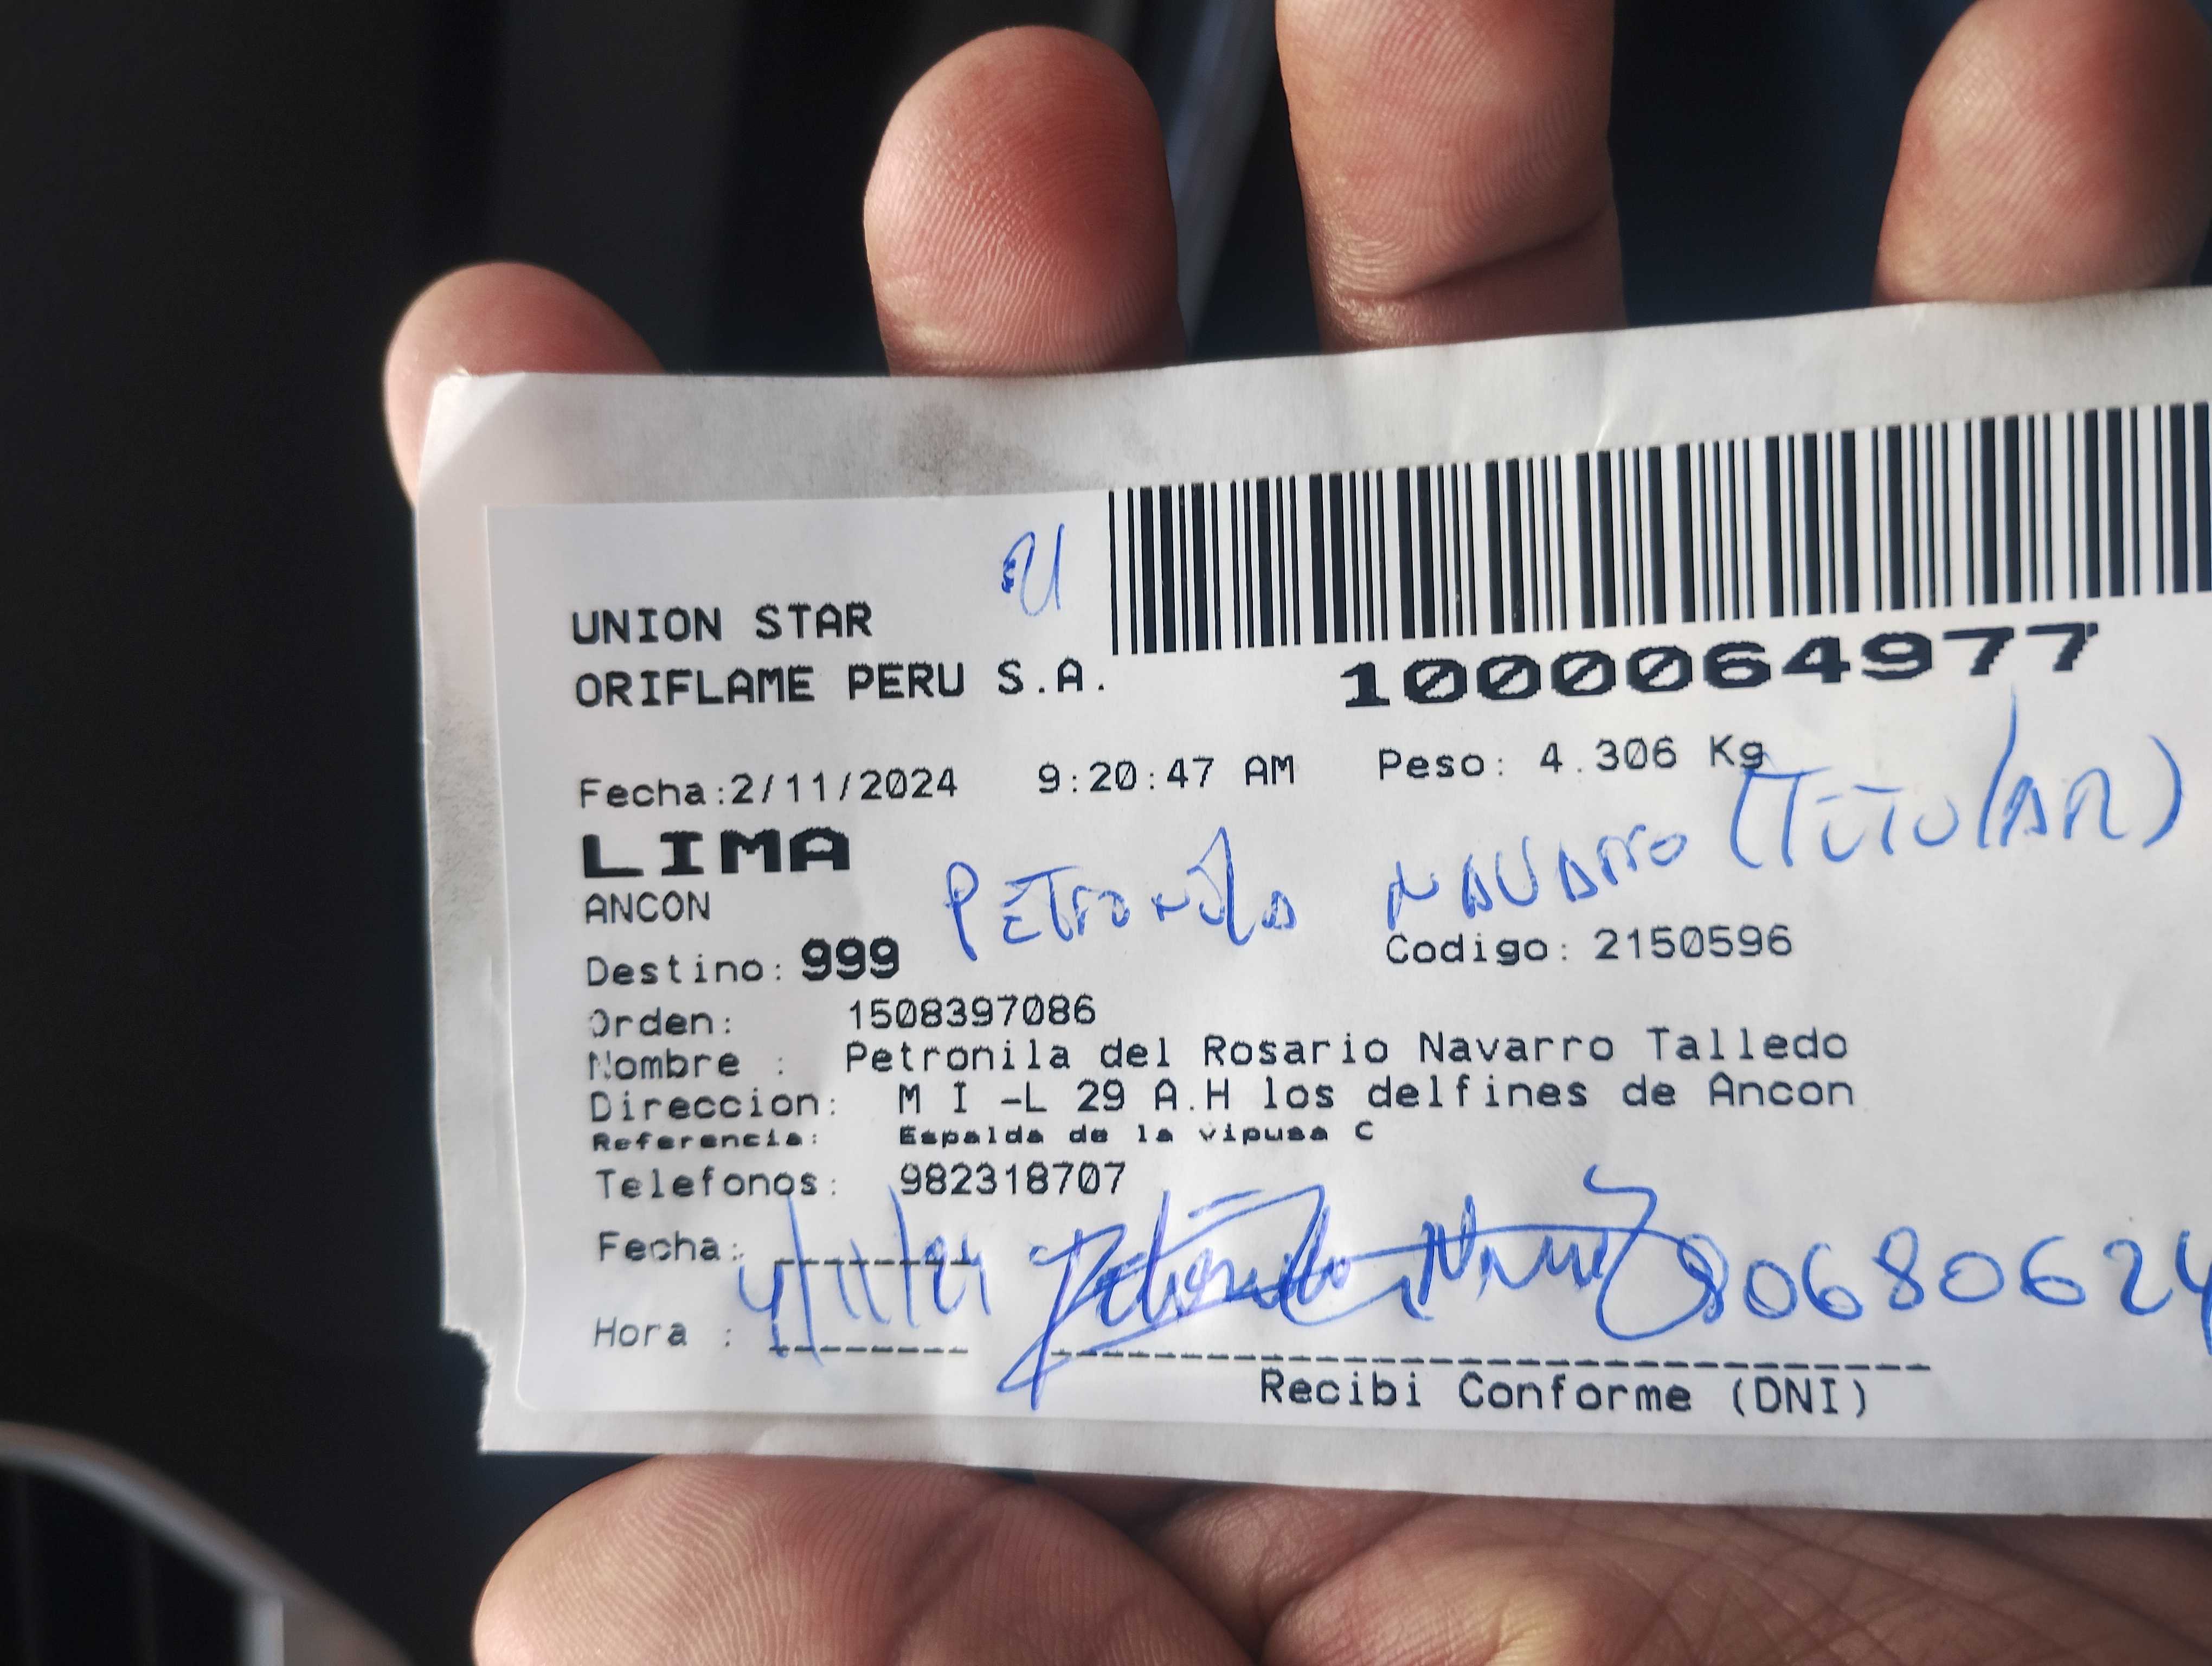 UNION STAR
ORIFLAME PERU S.A.
1000064977
Fecha:2/11/2024 9:20:47 AM Peso: 4.306 Kg
LIMA
ANCON
PETRONILA NAVARRO (TITULAR)
Destino: 999 Codigo: 2150596
Orden: 1508397086
Nombre : Petronila del Rosario Navarro Talledo
Direccion: M I -L 29 A.H los delfines de Ancon
Referencia: Espalda de la vipusa C
Telefonos: 982318707
Fecha: 4/11/24
80680624
Hora :
Recibi Conforme (DNI)